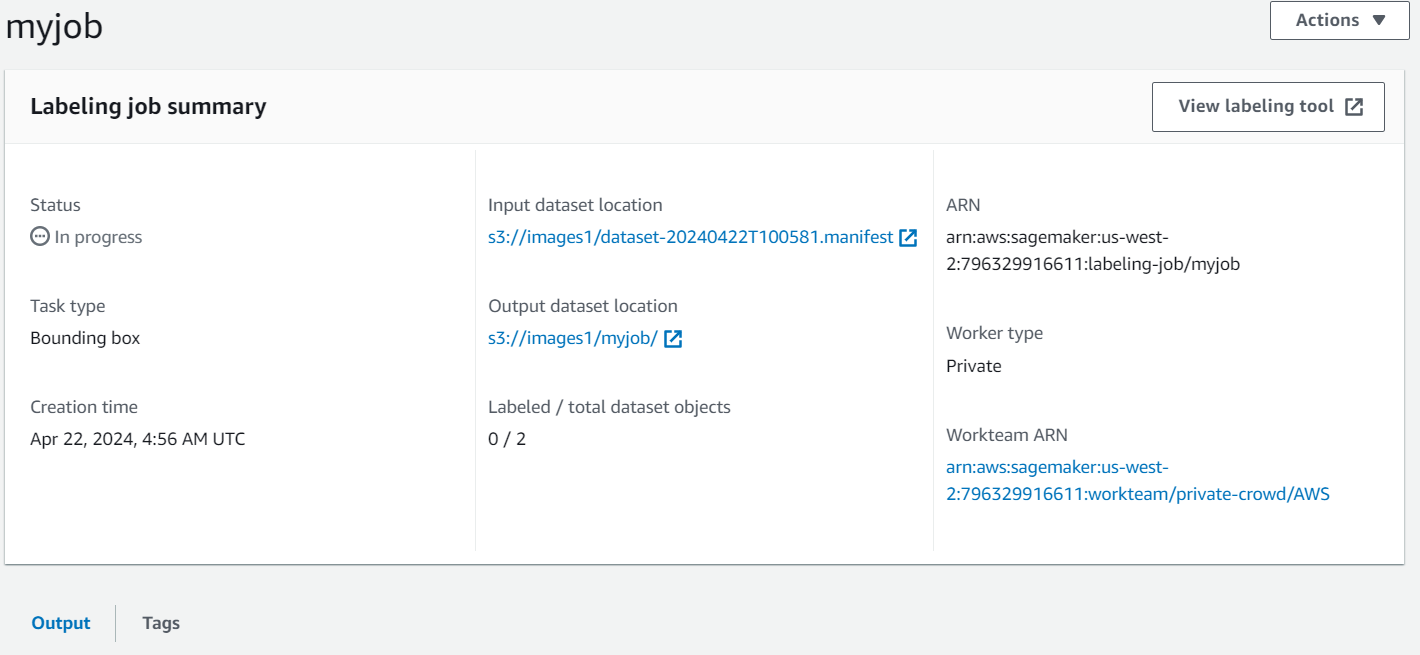 myjob
Actions
Labeling job summary
View labeling tool
Status
In progress
Task type
Bounding box
Creation time
Apr 22, 2024, 4:56 AM UTC
Input dataset location
s3://images1/dataset-20240422T100581.manifest
Output dataset location
s3://images1/myjob/
Labeled / total dataset objects
0 / 2
ARN
arn:aws:sagemaker:us-west-
2:796329916611:labeling-job/myjob
Worker type
Private
Workteam ARN
arn:aws:sagemaker:us-west-
2:796329916611:workteam/private-crowd/AWS
Output
Tags